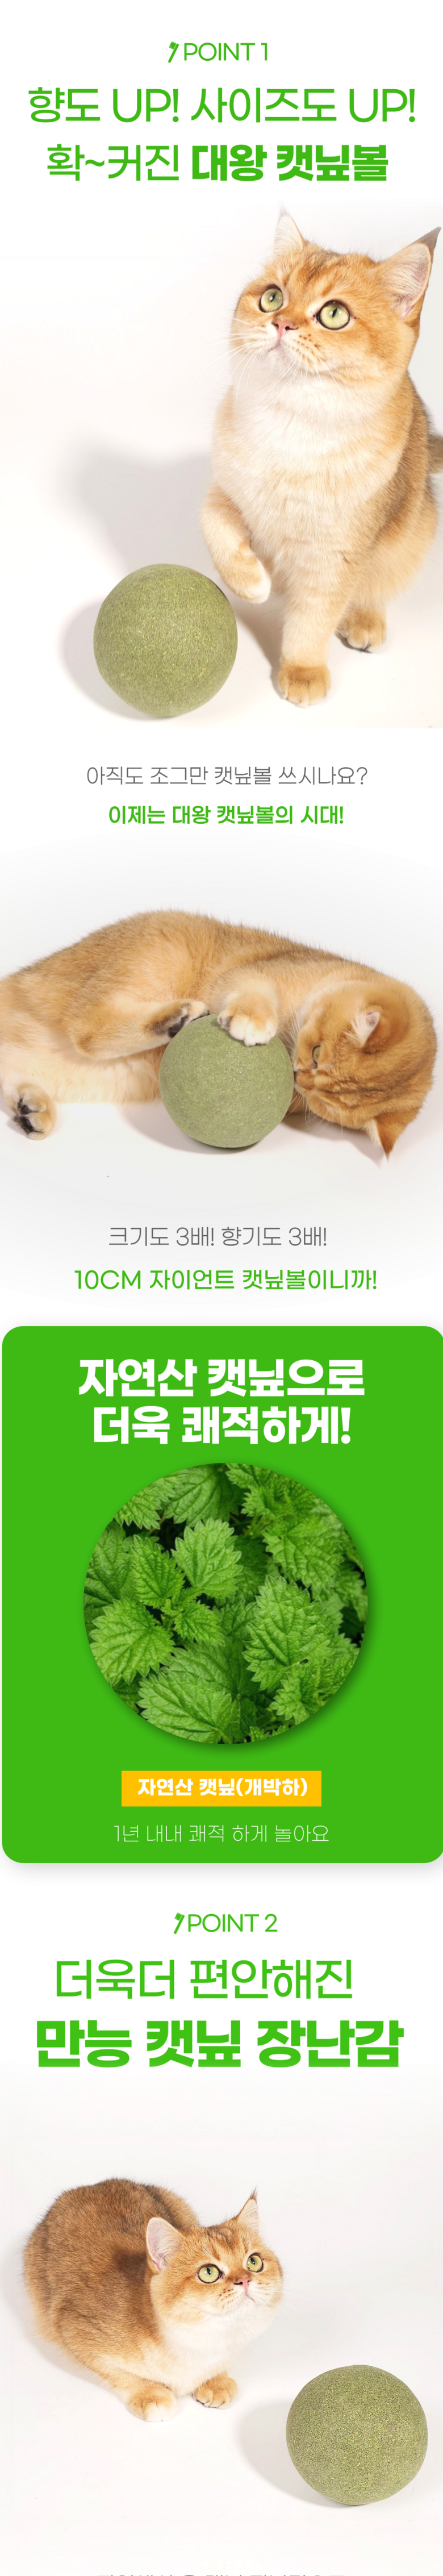 POINT 1
향도 UP! 사이즈도 UP!
확~커진 대왕 캣닢볼
아직도 조그만 캣닢볼 쓰시나요?
이제는 대왕 캣닢볼의 시대!
크기도 3배! 향기도 3배!
10CM 자이언트 캣닢볼이니까!
자연산 캣닢으로
더욱 쾌적하게!
자연산 캣닢(개박하)
1년 내내 쾌적 하게 놀아요
POINT 2
더욱더 편안해진
만능 캣닢 장난감